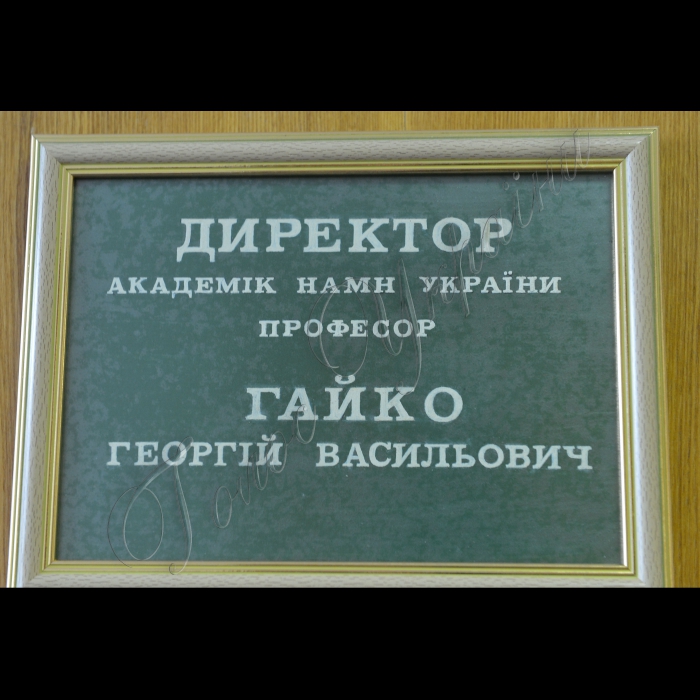 ДИРЕКТОР
АКАДЕМІК НАМН УКРАЇНИ
ПРОФЕСОР
ГАЙКО
ГЕОРГІЙ ВАСИЛЬОВИЧ